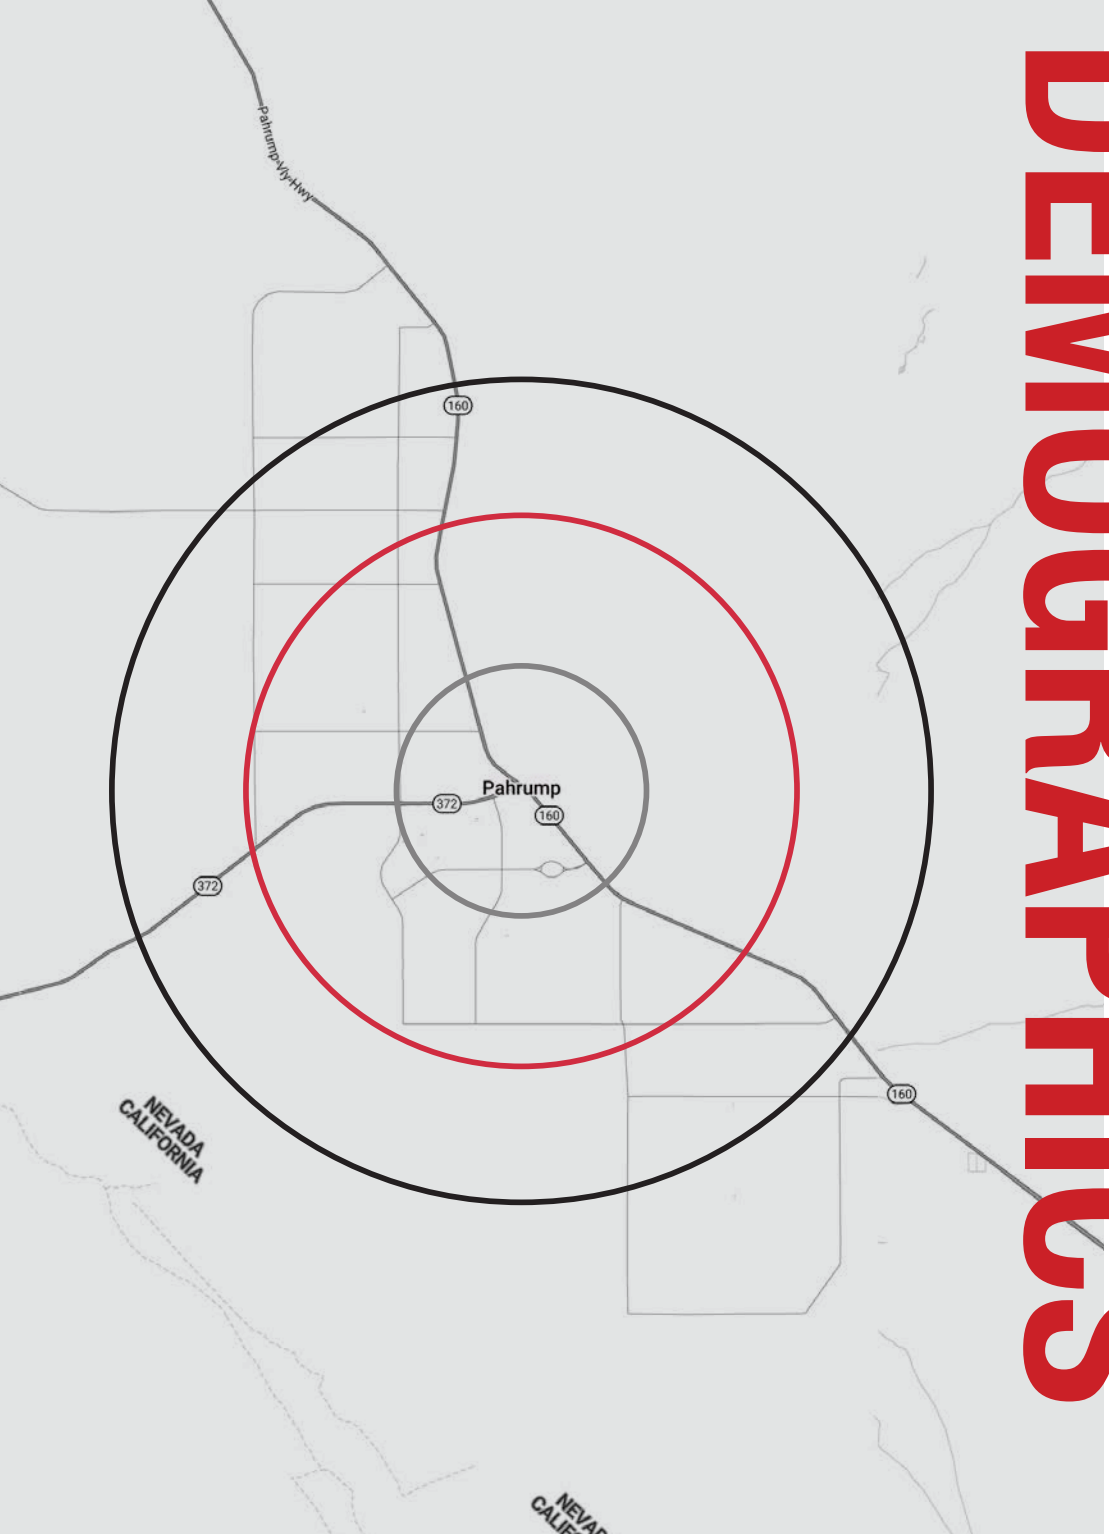 DEMOGRAPHICS
Pahrump Vly Hwy
160
Pahrump
372
160
372
160
NEVADA
CALIFORNIA